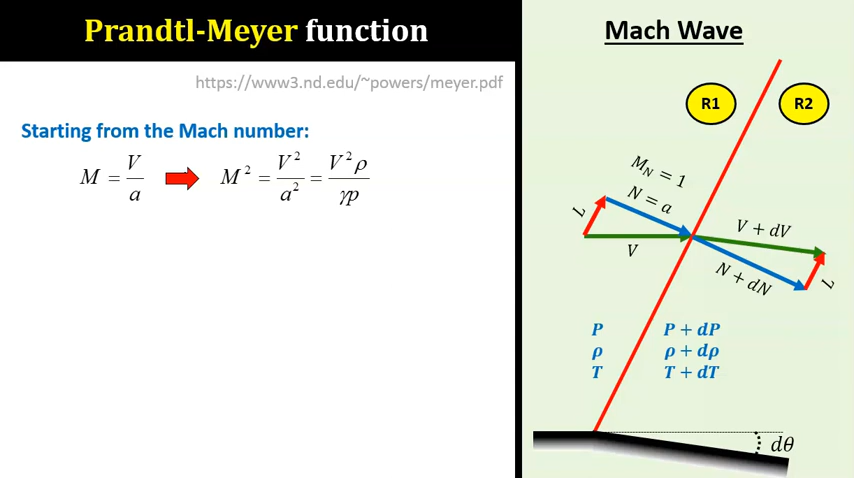 Prandtl-Meyer function
https://www3.nd.edu/~powers/meyer.pdf
Starting from the Mach number:
M = V/a
M² = V²/a² = V²ρ/γp
Mach Wave
R1
R2
M_N = 1
N = a
L
V
V + dV
N + dN
L
P
P + dP
ρ
ρ + dρ
T
T + dT
dθ